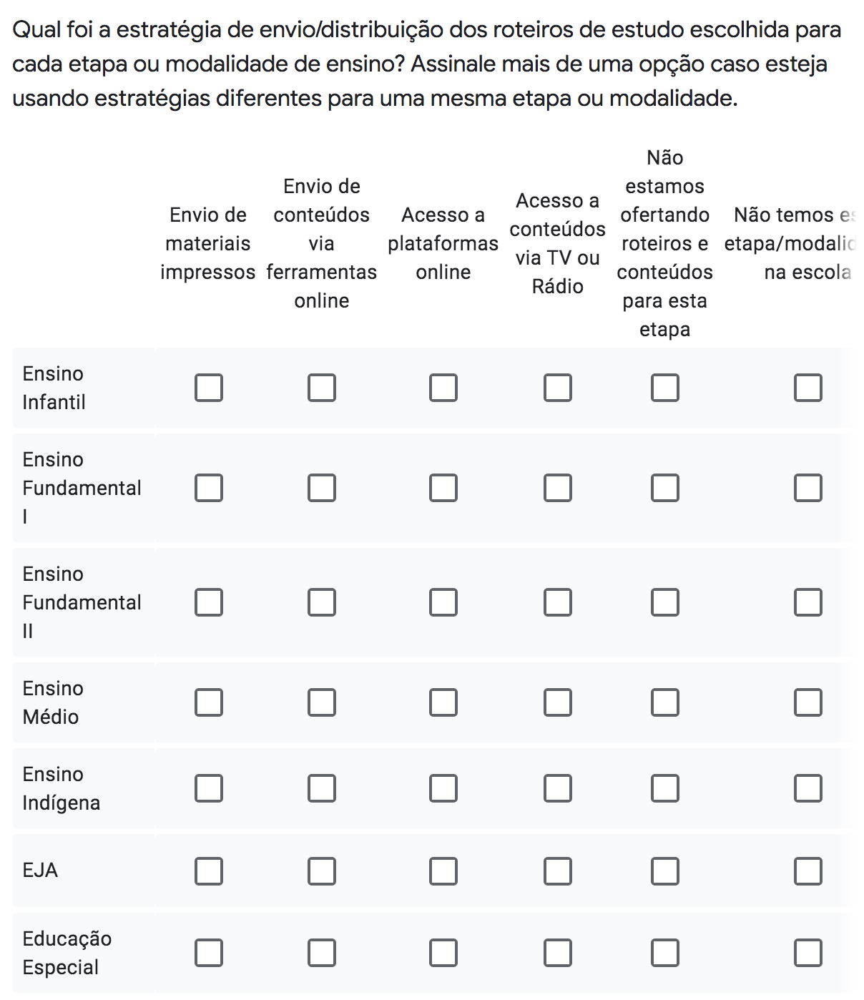 Qual foi a estratégia de envio/distribuição dos roteiros de estudo escolhida para
cada etapa ou modalidade de ensino? Assinale mais de uma opção caso esteja
usando estratégias diferentes para uma mesma etapa ou modalidade.
Envio de
materiais
impressos
Envio de
conteúdos
via
ferramentas
online
Acesso a
plataformas
online
Acesso a
conteúdos
via TV ou
Rádio
Não
estamos
ofertando
roteiros e
conteúdos
para esta
etapa
Não temos
na escola
Ensino
Infantil
Ensino
Fundamental
I
Ensino
Fundamental
II
Ensino
Médio
Ensino
Indígena
EJA
Educação
Especial